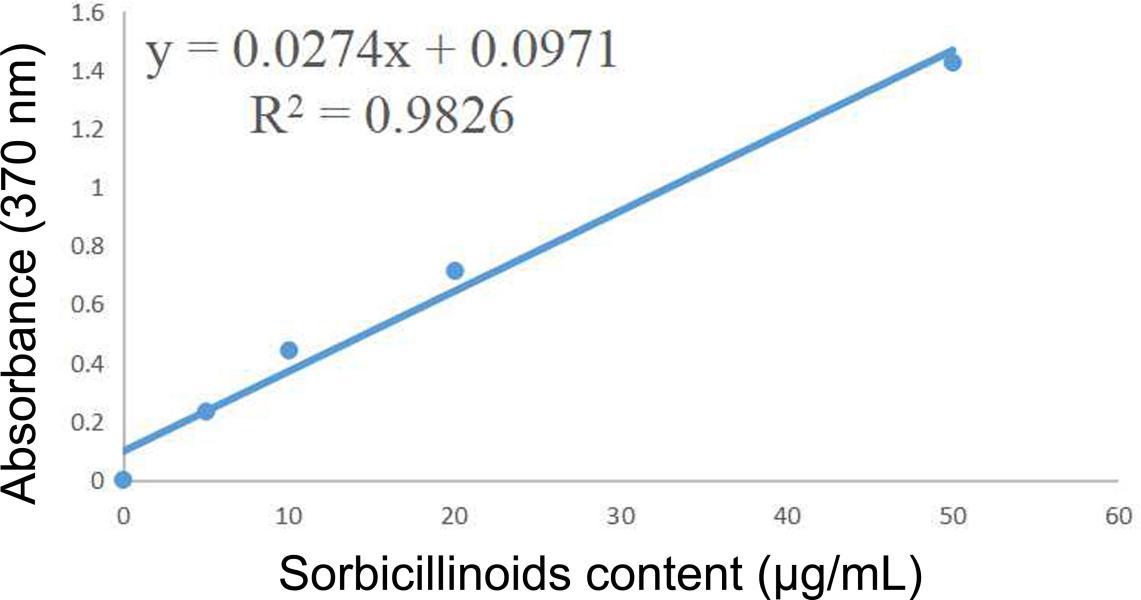 y = 0.0274x + 0.0971
R² = 0.9826
Absorbance (370 nm)
1.6
1.4
1.2
1
0.8
0.6
0.4
0.2
0
0 10 20 30 40 50 60
Sorbicillinoids content (μg/mL)